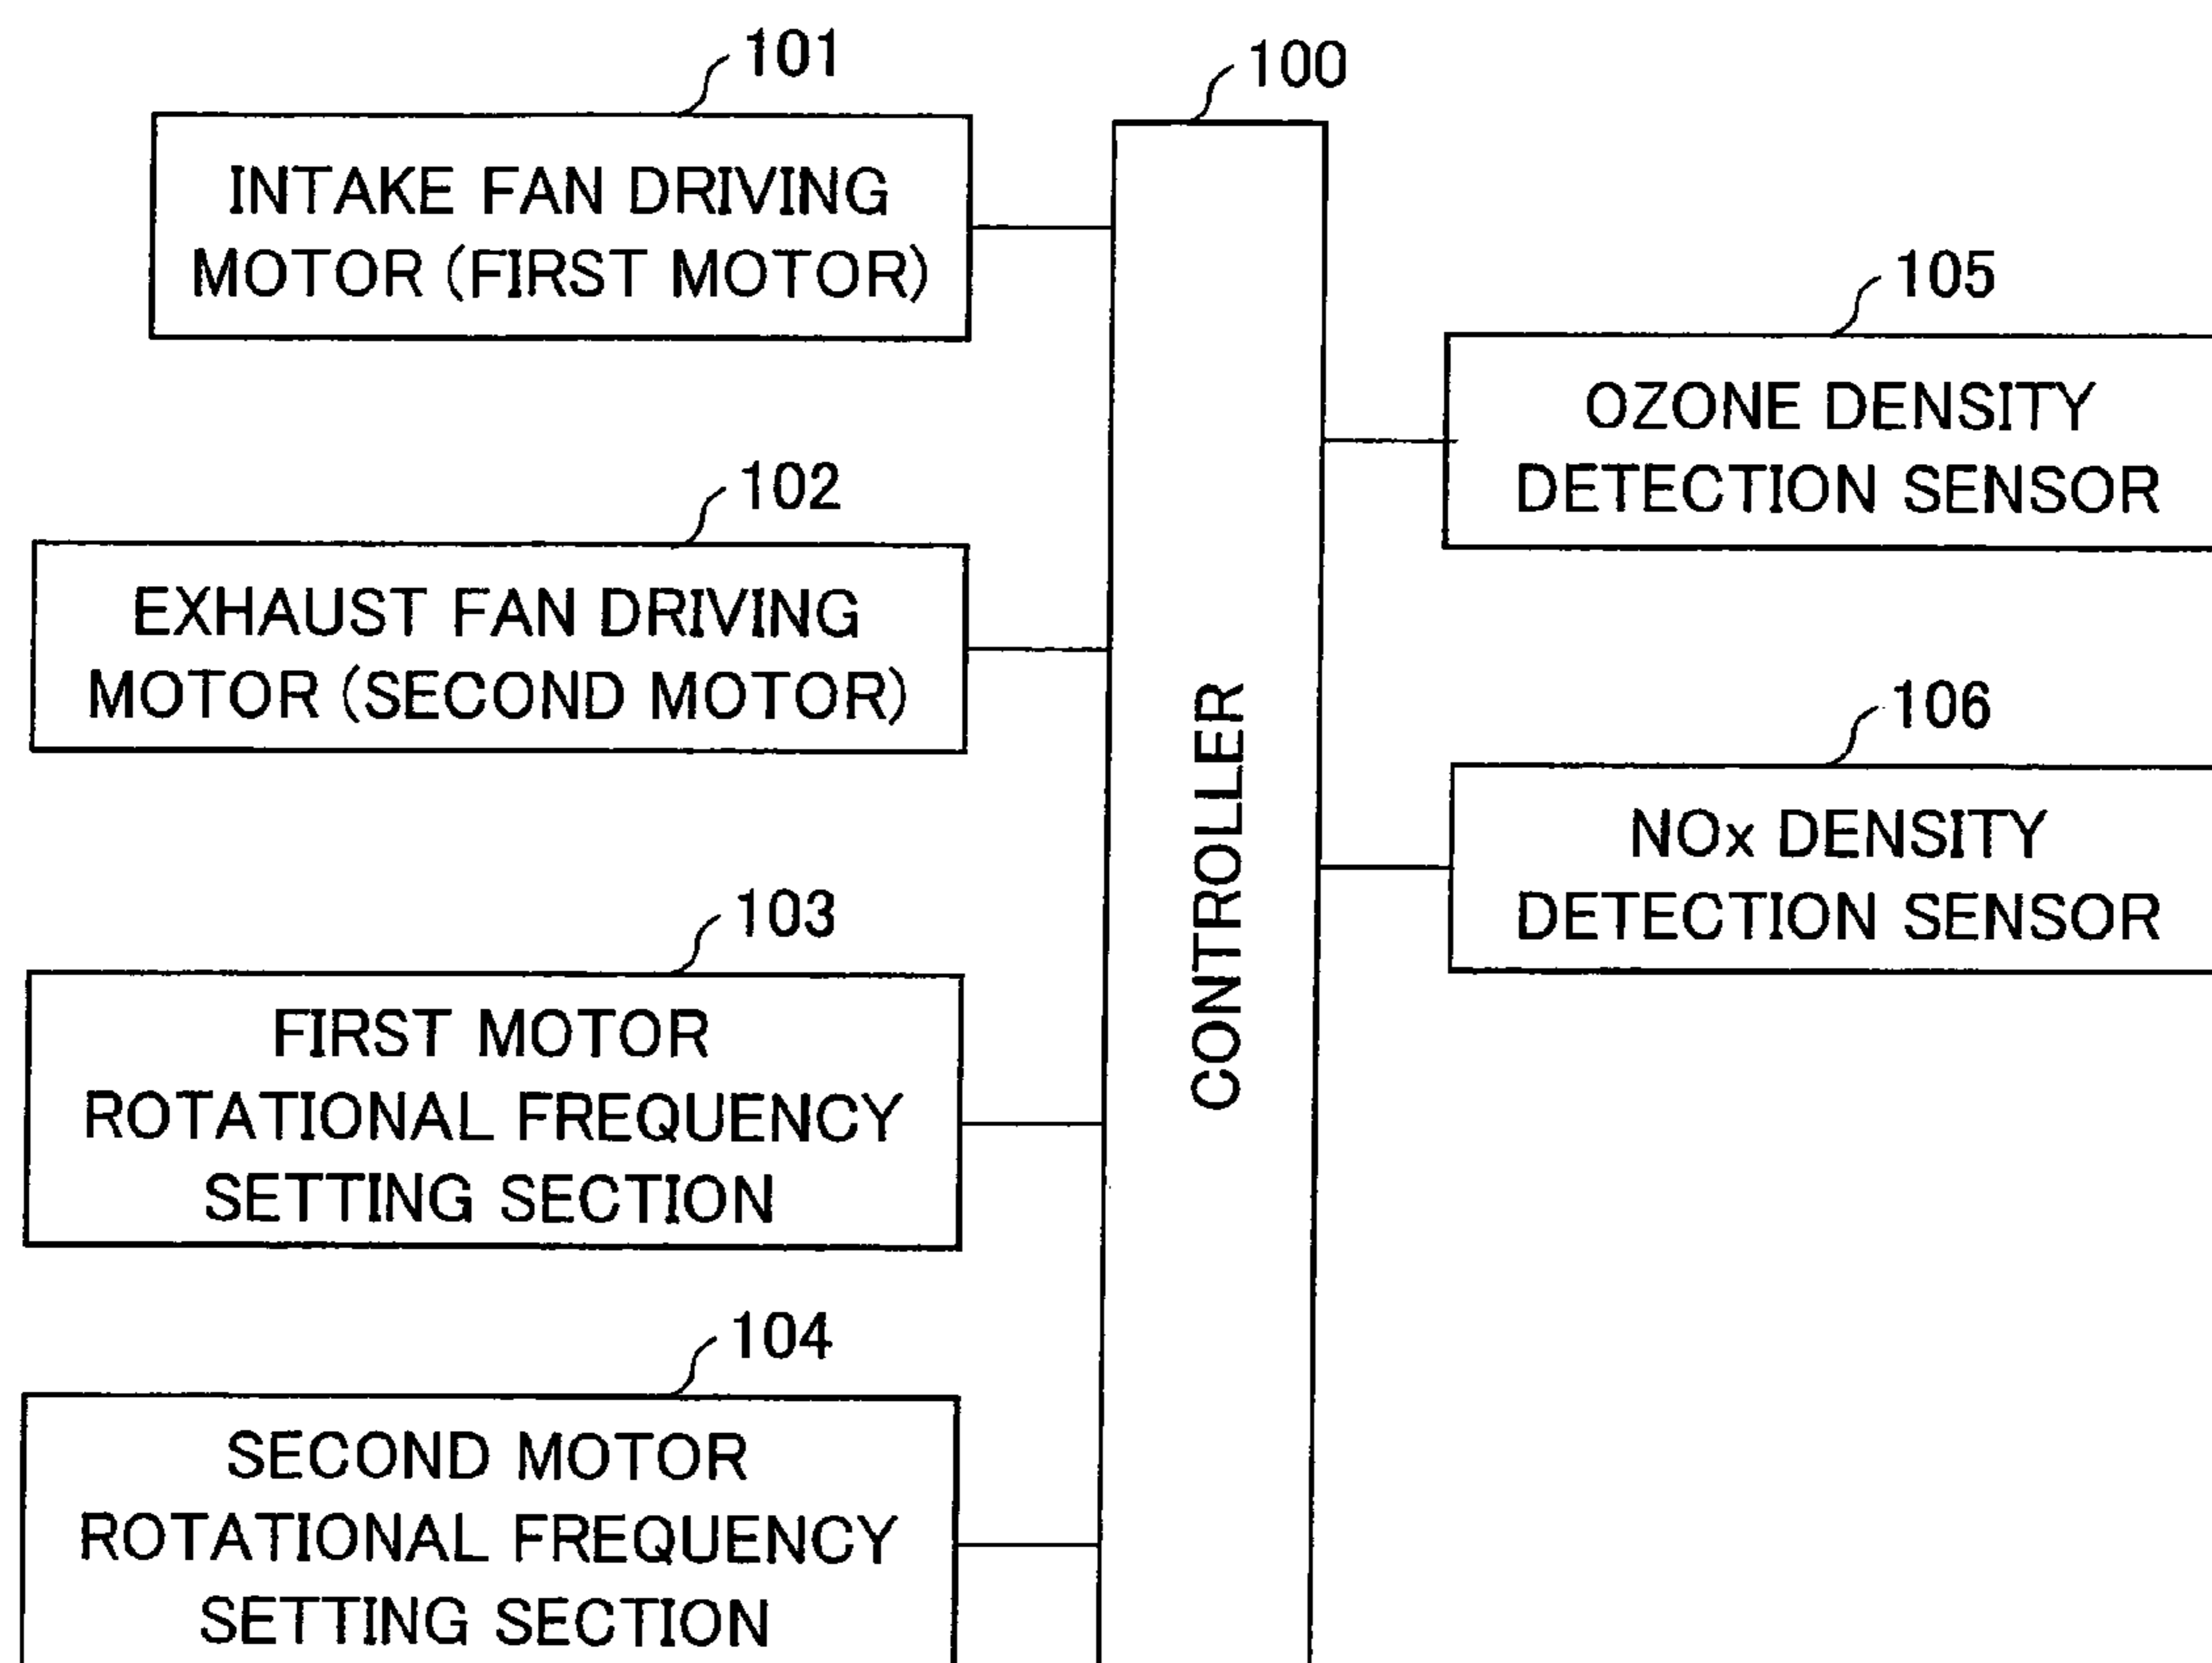 101
INTAKE FAN DRIVING
MOTOR (FIRST MOTOR)
102
EXHAUST FAN DRIVING
MOTOR (SECOND MOTOR)
103
FIRST MOTOR
ROTATIONAL FREQUENCY
SETTING SECTION
104
SECOND MOTOR
ROTATIONAL FREQUENCY
SETTING SECTION
100
CONTROLLER
105
OZONE DENSITY
DETECTION SENSOR
106
NOx DENSITY
DETECTION SENSOR